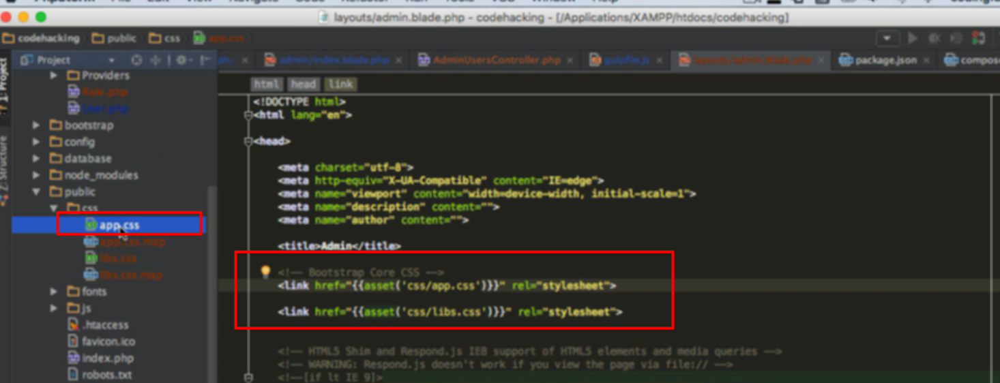 layouts/admin.blade.php - codehacking - [/Applications/XAMPP/htdocs/codehacking]
codehacking public css app.css
Project
admin/index.blade.php
AdminUsersController.php
gulpfile.js
layouts/admin.blade.php
package.json
1: Project
Z: Structure
Providers
Role.php
User.php
bootstrap
config
database
node_modules
public
css
app.css
app.css.map
libs.css
libs.css.map
fonts
js
.htaccess
favicon.ico
index.php
robots.txt
html head link
<!DOCTYPE html>
<html lang="en">
<head>
<meta charset="utf-8">
<meta http-equiv="X-UA-Compatible" content="IE=edge">
<meta name="viewport" content="width=device-width, initial-scale=1">
<meta name="description" content="">
<meta name="author" content="">
<title>Admin</title>
<!-- Bootstrap Core CSS -->
<link href="{{asset('css/app.css')}}" rel="stylesheet">
<link href="{{asset('css/libs.css')}}" rel="stylesheet">
<!-- HTML5 Shim and Respond.js IE8 support of HTML5 elements and media queries -->
<!-- WARNING: Respond.js doesn't work if you view the page via file:// -->
<!--[if lt IE 9]>